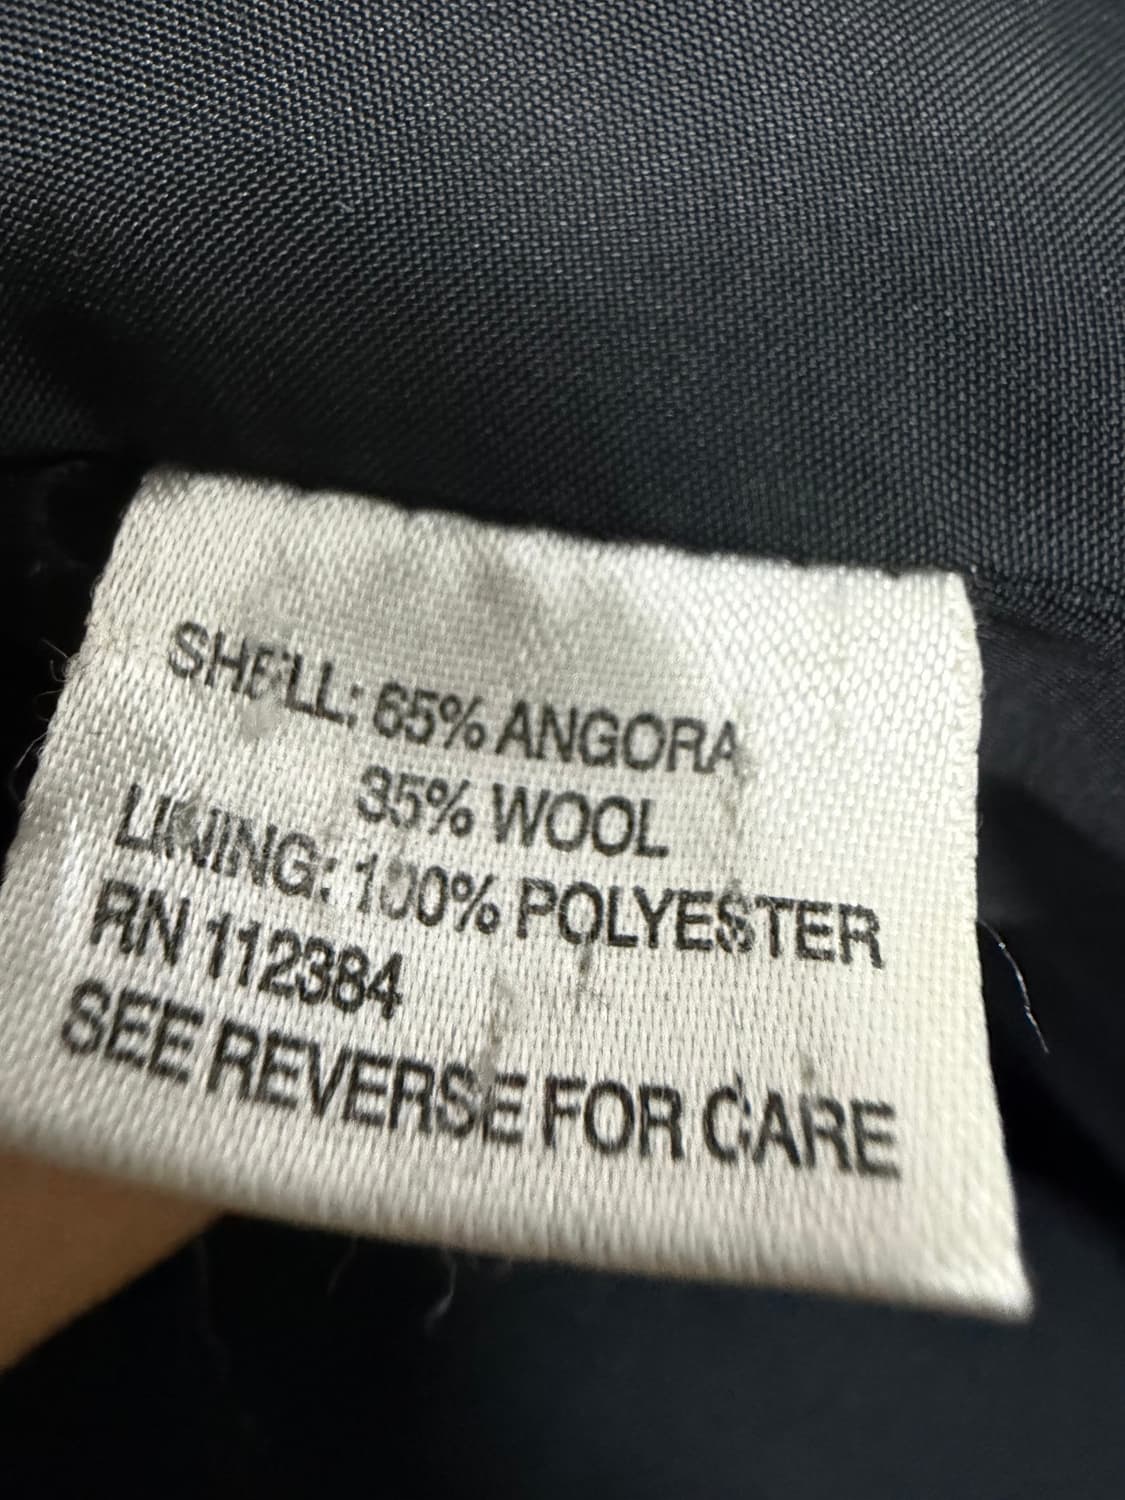 SHELL: 65% ANGORA
35% WOOL
LINING: 100% POLYESTER
RN 112384
SEE REVERSE FOR CARE